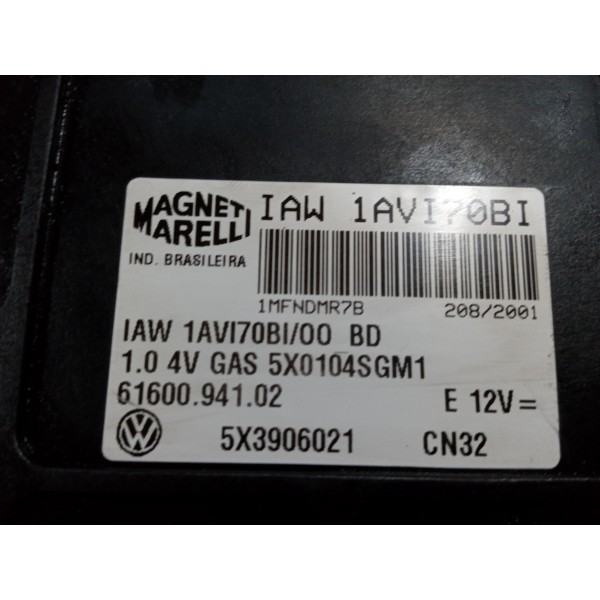 MAGNETI MARELLI
IAW 1AVI70BI
IND. BRASILEIRA
1MFNDMR7B 208/2001
IAW 1AVI70BI/00 BD
1.0 4V GAS 5X0104SGM1
61600.941.02 E 12V=
VW 5X3906021 CN32